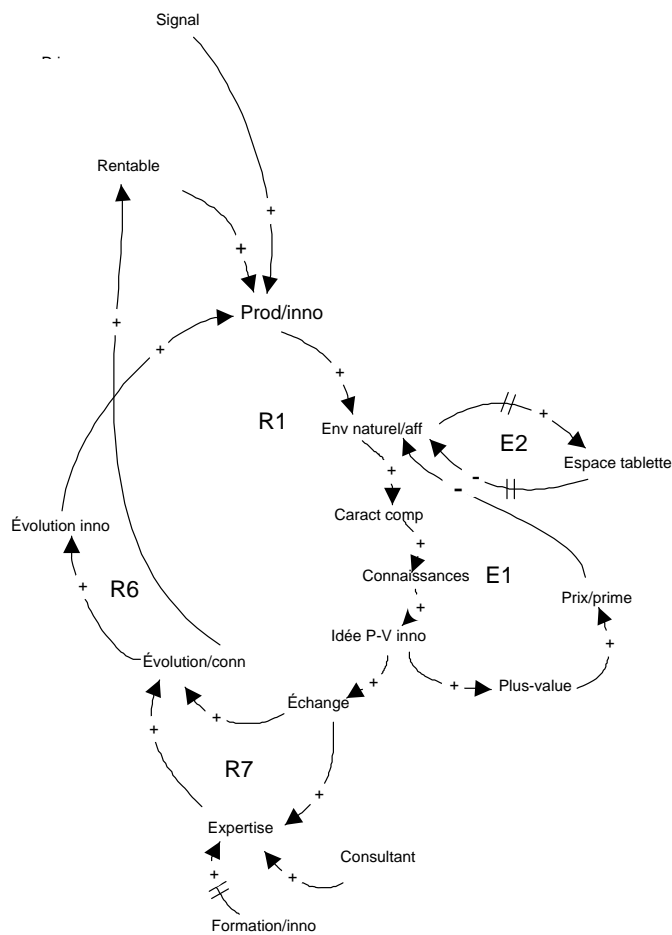 Signal
Rentable
+
+
Prod/inno
+
+
+
R1
Env naturel/aff
+
E2
Espace tablette
-
-
+
Caract comp
Évolution inno
+
Connaissances
E1
+
R6
+
Prix/prime
Idée P-V inno
+
Évolution/conn
+
+
Plus-value
Échange
+
+
R7
+
Expertise
Consultant
+
+
Formation/inno